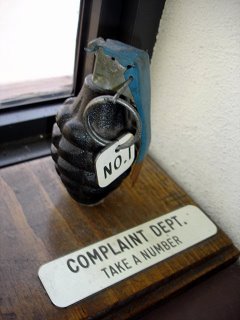 NO.1
COMPLAINT DEPT.
TAKE A NUMBER